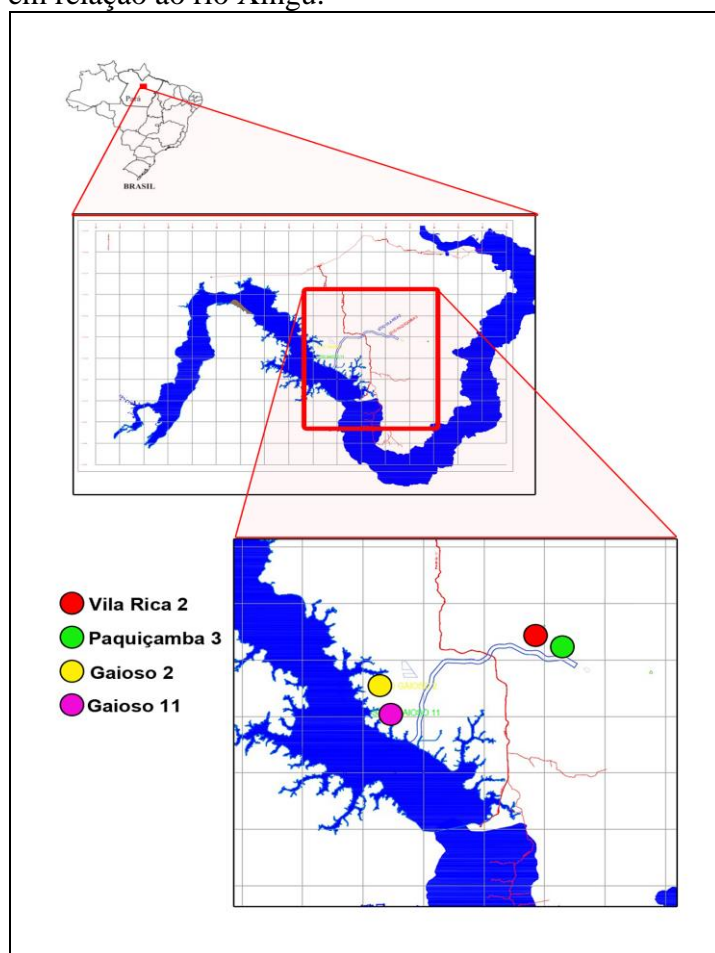 em relação ao rio Xingu.
Pará
BRASIL
Vila Rica 2
Paquiçamba 3
Gaioso 2
Gaioso 11